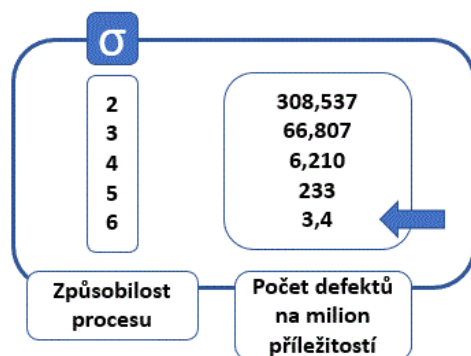 σ
2 308,537
3 66,807
4 6,210
5 233
6 3,4
Způsobilost
procesu
Počet defektů
na milion
příležitostí